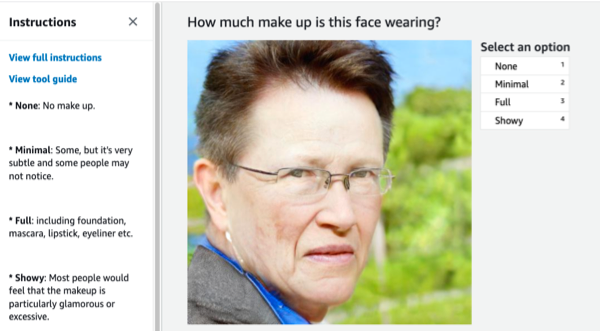 Instructions ×
View full instructions
View tool guide
* None: No make up.
* Minimal: Some, but it's very
subtle and some people may
not notice.
* Full: including foundation,
mascara, lipstick, eyeliner etc.
* Showy: Most people would
feel that the makeup is
particularly glamorous or
excessive.
How much make up is this face wearing?
Select an option
None 1
Minimal 2
Full 3
Showy 4